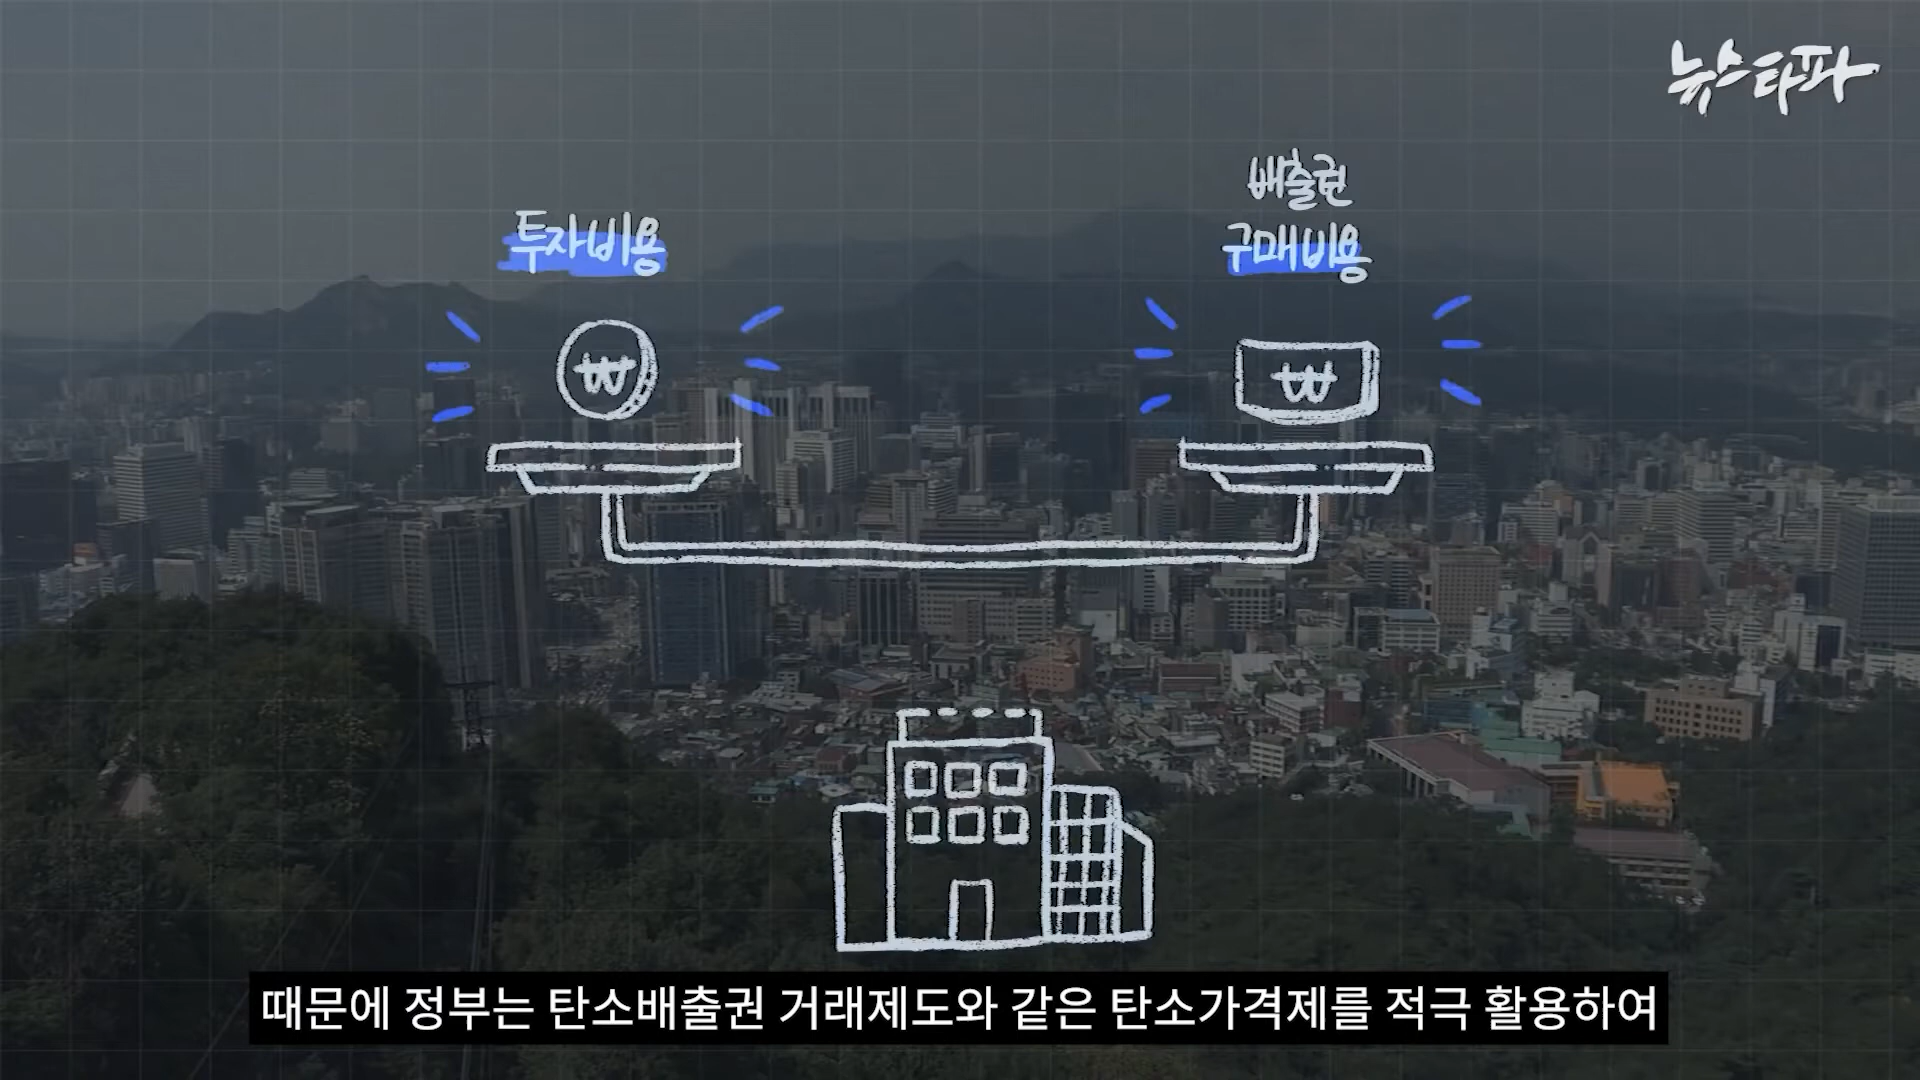 뉴스타파
배출권
투자비용
구매비용
₩
₩
때문에 정부는 탄소배출권 거래제도와 같은 탄소가격제를 적극 활용하여